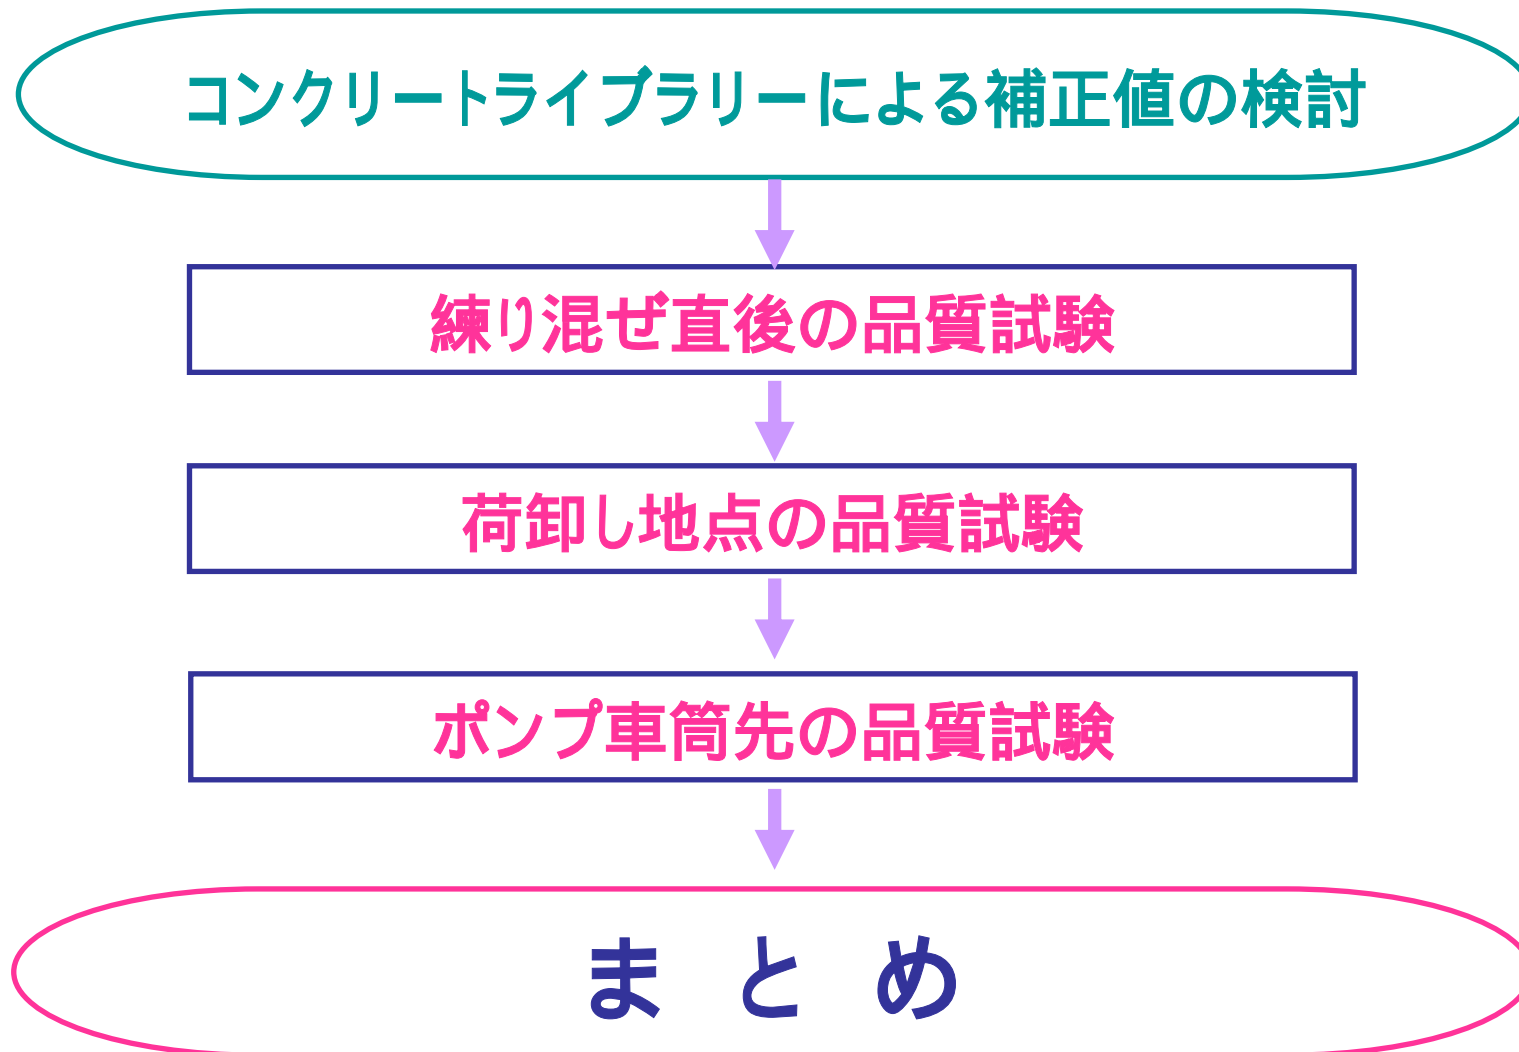 コンクリートライブラリーによる補正値の検討
練り混ぜ直後の品質試験
荷卸し地点の品質試験
ポンプ車筒先の品質試験
まとめ